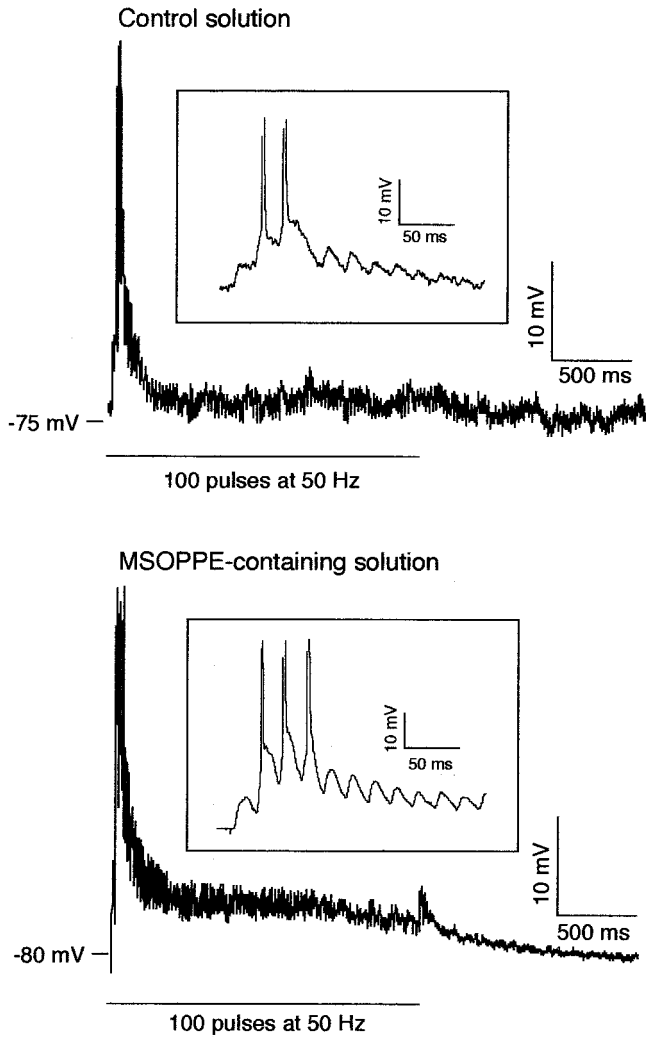 Control solution
10 mV
50 ms
10 mV
500 ms
-75 mV
100 pulses at 50 Hz
MSOPPE-containing solution
10 mV
50 ms
10 mV
500 ms
-80 mV
100 pulses at 50 Hz